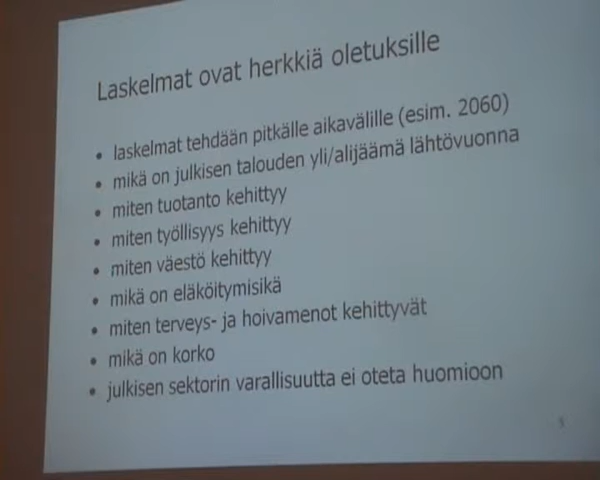 Laskelmat ovat herkkiä oletuksille
• laskelmat tehdään pitkälle aikavälille (esim. 2060)
• mikä on julkisen talouden yli/alijäämä lähtövuonna
• miten tuotanto kehittyy
• miten työllisyys kehittyy
• miten väestö kehittyy
• mikä on eläköitymisikä
• miten terveys- ja hoivamenot kehittyvät
• mikä on korko
• julkisen sektorin varallisuutta ei oteta huomioon